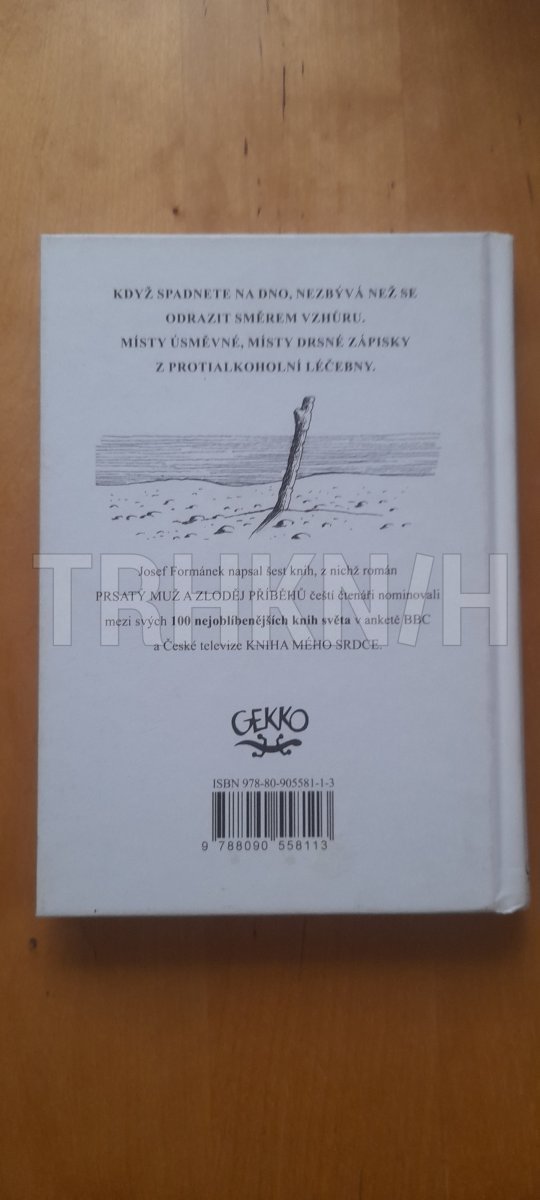 KDYŽ SPADNETE NA DNO, NEZBÝVÁ NEŽ SE
ODRAZIT SMĚREM VZHŮRU.
MÍSTY ÚSMĚVNÉ, MÍSTY DRSNÉ ZÁPISKY
Z PROTIALKOHOLNÍ LÉČEBNY.
TRHKNIH
Josef Formánek napsal šest knih, z nichž román
PRSATÝ MUŽ A ZLODĚJ PŘÍBĚHŮ čeští čtenáři nominovali
mezi svých 100 nejoblíbenějších knih světa v anketě BBC
a České televize KNIHA MÉHO SRDCE.
GEKKO
ISBN 978-80-905581-1-3
9 788090 558113